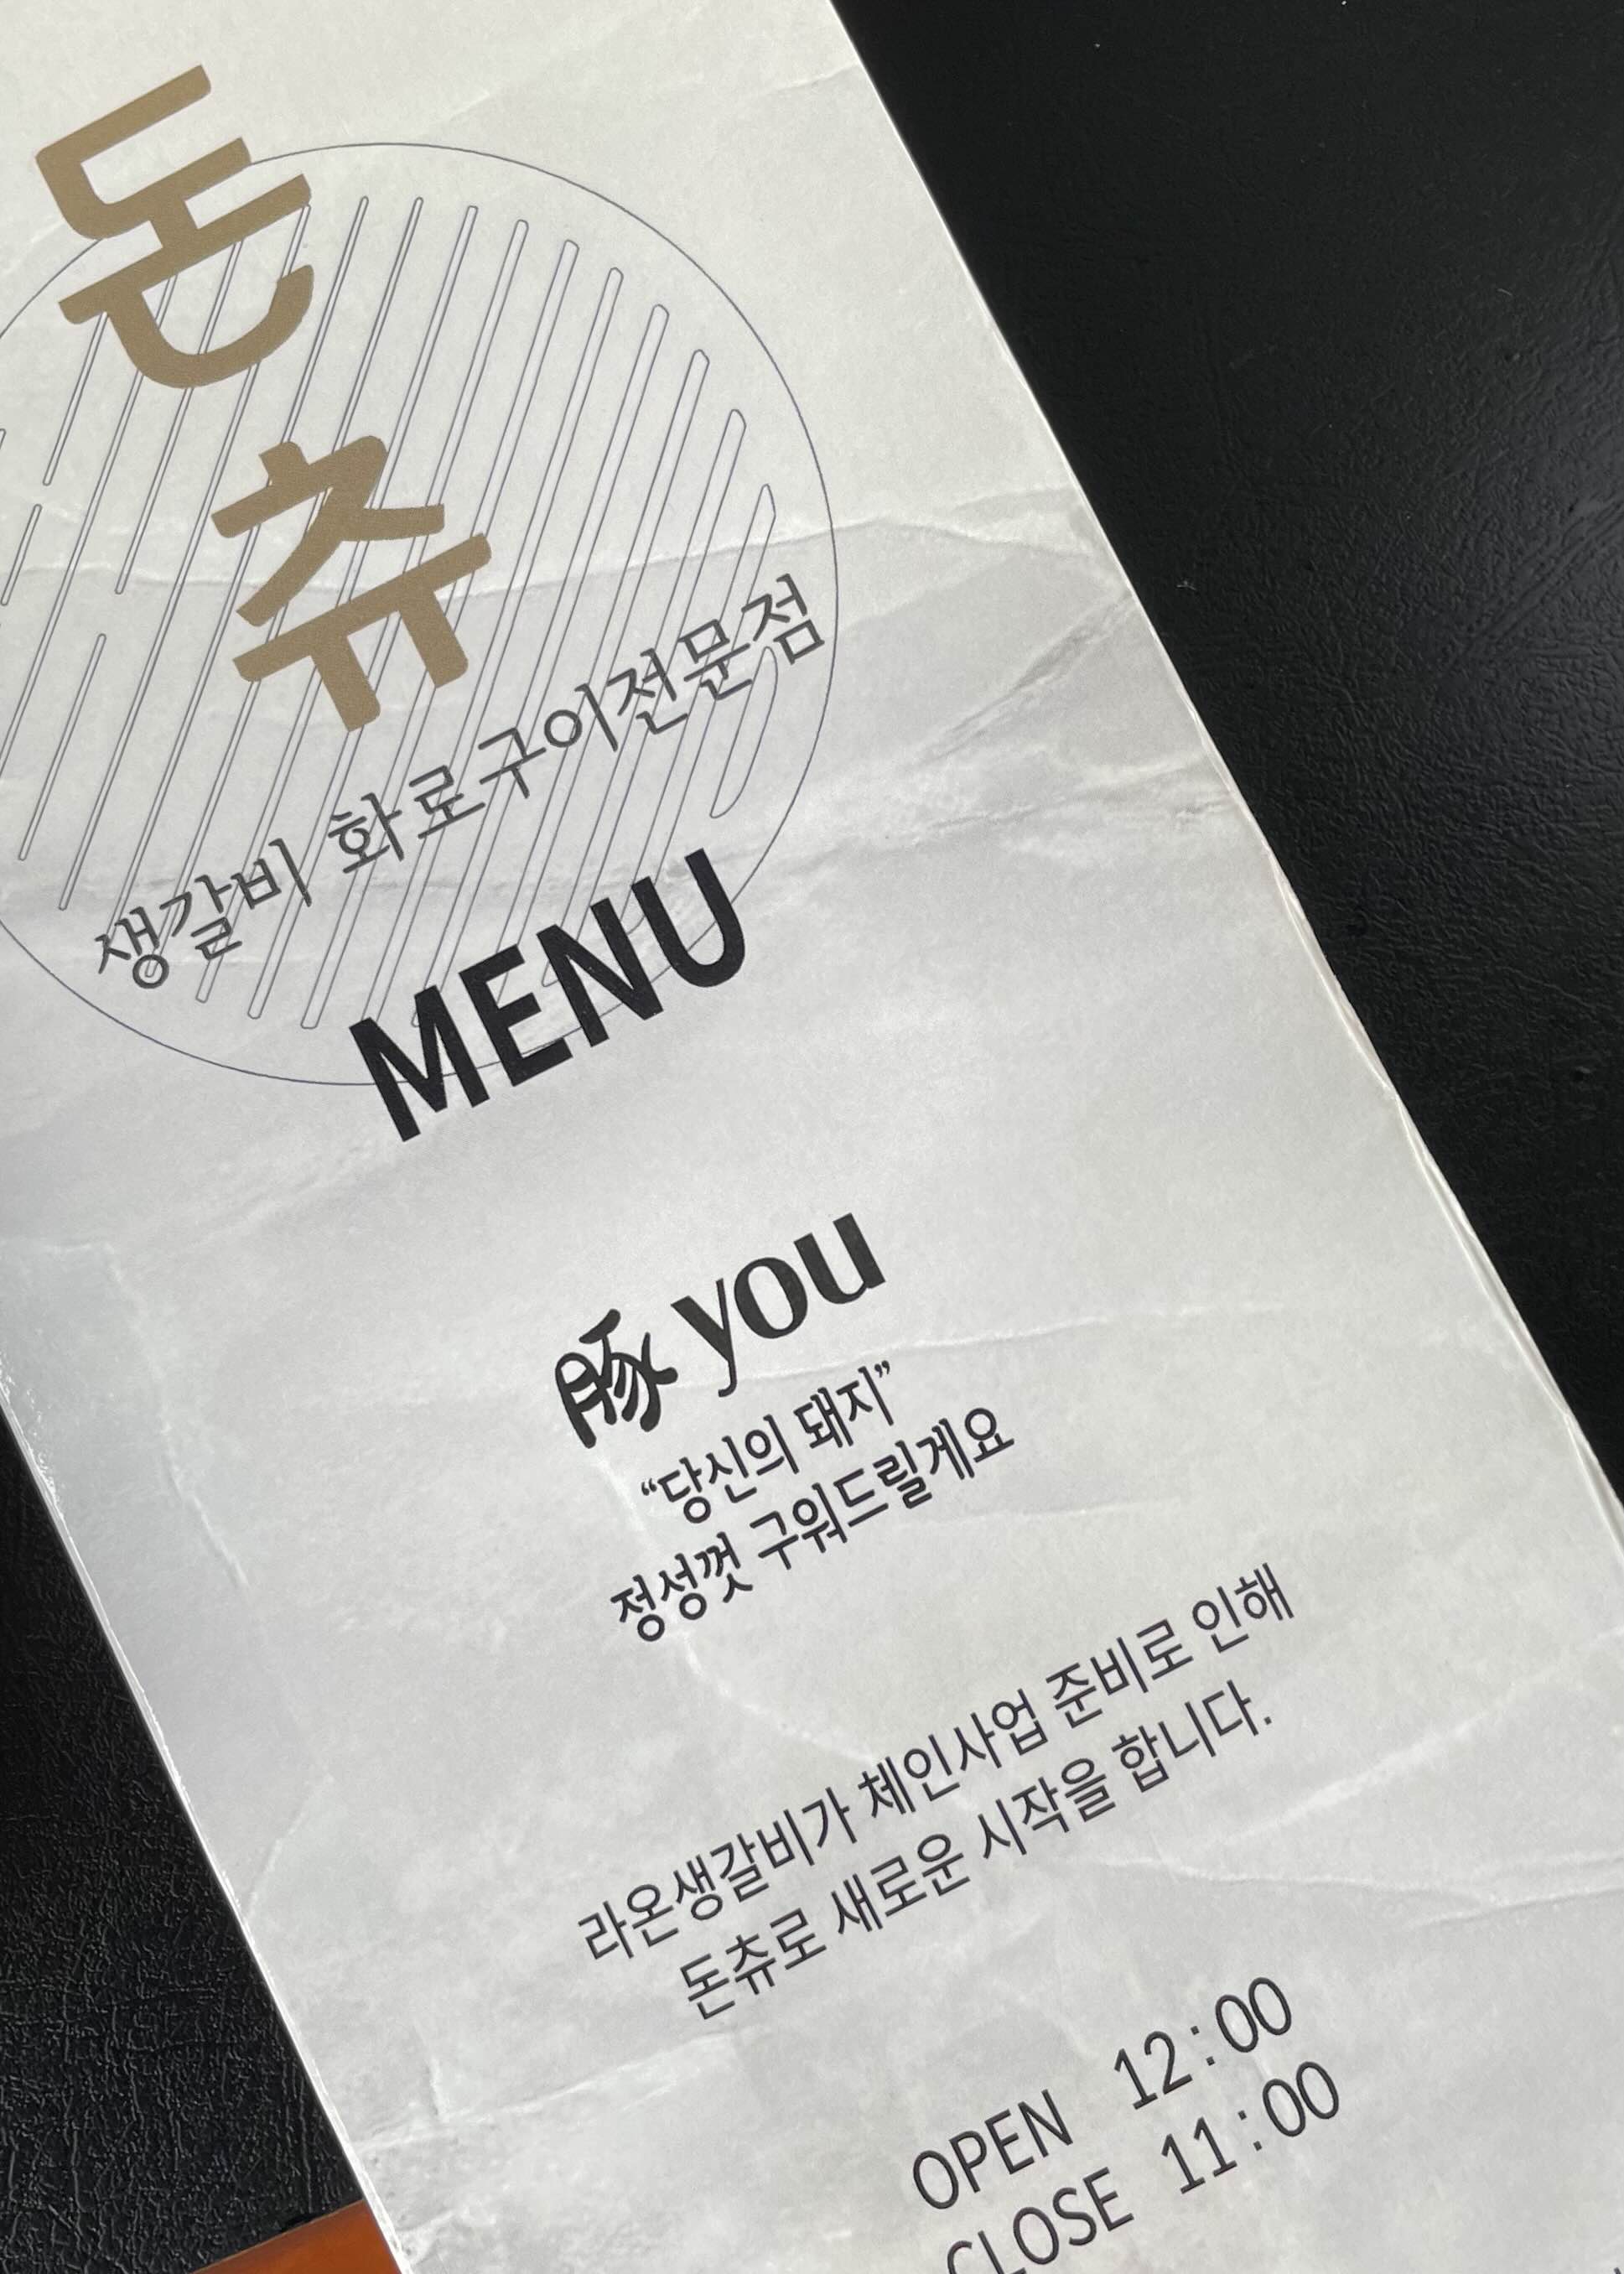 돈
츄
생갈비 화로구이전문점
MENU
豚 you
“당신의 돼지”
정성껏 구워드릴게요
라온생갈비가 체인사업 준비로 인해
돈츄로 새로운 시작을 합니다.
OPEN 12:00
CLOSE 11:00